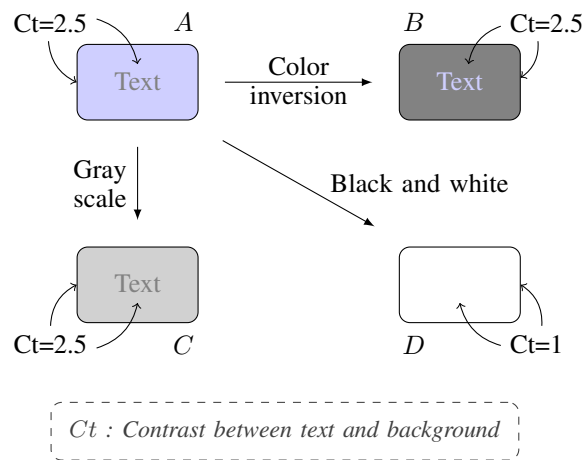 Ct=2.5 A
Text
Color
inversion
B Ct=2.5
Text
Gray
scale
Black and white
Text
Ct=2.5 C
D Ct=1
Ct : Contrast between text and background